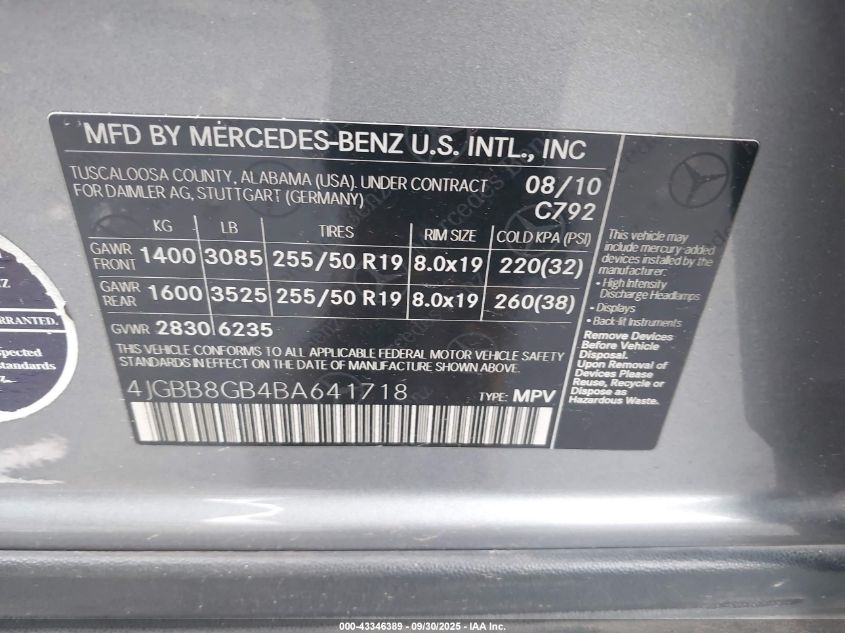 MFD BY MERCEDES-BENZ U.S. INTL., INC
TUSCALOOSA COUNTY, ALABAMA (USA). UNDER CONTRACT
FOR DAIMLER AG, STUTTGART (GERMANY)
08/10
C792
KG LB TIRES RIM SIZE COLD KPA (PSI)
GAWR FRONT 1400 3085 255/50 R19 8.0x19 220(32)
GAWR REAR 1600 3525 255/50 R19 8.0x19 260(38)
GVWR 2830 6235
THIS VEHICLE CONFORMS TO ALL APPLICABLE FEDERAL MOTOR VEHICLE SAFETY
STANDARDS IN EFFECT ON THE DATE OF MANUFACTURE SHOWN ABOVE.
4JGBB8GB4BA641718 TYPE: MPV
This vehicle may
include mercury-added
devices installed by the
manufacturer:
• High Intensity
Discharge Headlamps
• Displays
• Back-lit Instruments
Remove Devices
Before Vehicle
Disposal.
Upon Removal of
Devices Please
Reuse, Recycle or
Dispose as
Hazardous Waste.
RRANTED.
spected
Standards
000-43346389 - 09/30/2025 - IAA Inc.